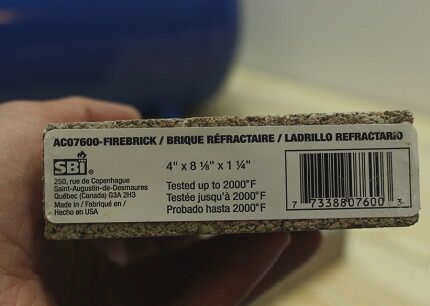 AC07600-FIREBRICK / BRIQUE RÉFRACTAIRE / LADRILLO REFRACTARIO
SBi
250, rue de Copenhague
Saint-Augustin-de-Desmaures
Québec (Canada) G3A 2H3
Made in / Fabriqué en /
Hecho en USA
4" x 8 ⅛" x 1 ¼"
Tested up to 2000°F
Testée jusqu'à 2000°F
Probado hasta 2000°F
7 73388 07600 3